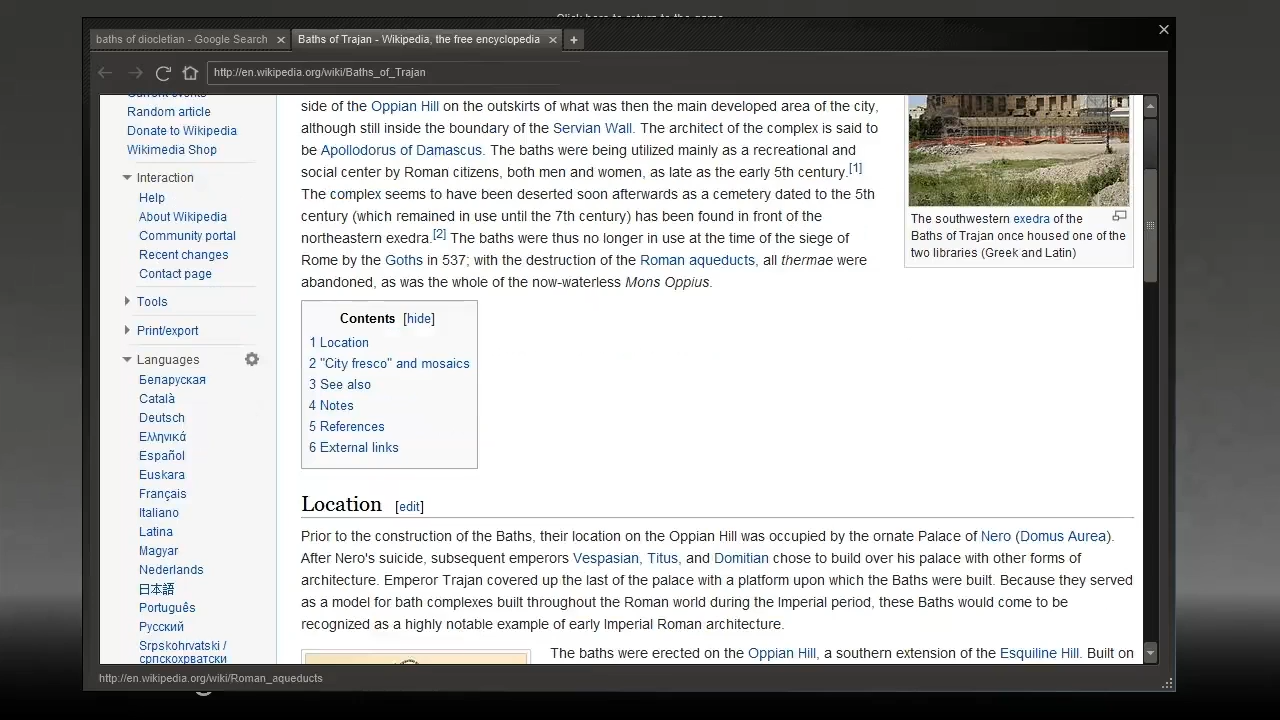 Click here to return to the game
baths of diocletian - Google Search
Baths of Trajan - Wikipedia, the free encyclopedia
http://en.wikipedia.org/wiki/Baths_of_Trajan
Current events
Random article
Donate to Wikipedia
Wikimedia Shop
Interaction
Help
About Wikipedia
Community portal
Recent changes
Contact page
Tools
Print/export
Languages
Беларуская
Català
Deutsch
Ελληνικά
Español
Euskara
Français
Italiano
Latina
Magyar
Nederlands
日本語
Português
Русский
Srpskohrvatski /
српскохрватски
side of the Oppian Hill on the outskirts of what was then the main developed area of the city,
although still inside the boundary of the Servian Wall. The architect of the complex is said to
be Apollodorus of Damascus. The baths were being utilized mainly as a recreational and
social center by Roman citizens, both men and women, as late as the early 5th century.[1]
The complex seems to have been deserted soon afterwards as a cemetery dated to the 5th
century (which remained in use until the 7th century) has been found in front of the
northeastern exedra.[2] The baths were thus no longer in use at the time of the siege of
Rome by the Goths in 537; with the destruction of the Roman aqueducts, all thermae were
abandoned, as was the whole of the now-waterless Mons Oppius.
The southwestern exedra of the
Baths of Trajan once housed one of the
two libraries (Greek and Latin)
Contents [hide]
1 Location
2 "City fresco" and mosaics
3 See also
4 Notes
5 References
6 External links
Location [edit]
Prior to the construction of the Baths, their location on the Oppian Hill was occupied by the ornate Palace of Nero (Domus Aurea).
After Nero's suicide, subsequent emperors Vespasian, Titus, and Domitian chose to build over his palace with other forms of
architecture. Emperor Trajan covered up the last of the palace with a platform upon which the Baths were built. Because they served
as a model for bath complexes built throughout the Roman world during the Imperial period, these Baths would come to be
recognized as a highly notable example of early Imperial Roman architecture.
The baths were erected on the Oppian Hill, a southern extension of the Esquiline Hill. Built on
http://en.wikipedia.org/wiki/Roman_aqueducts